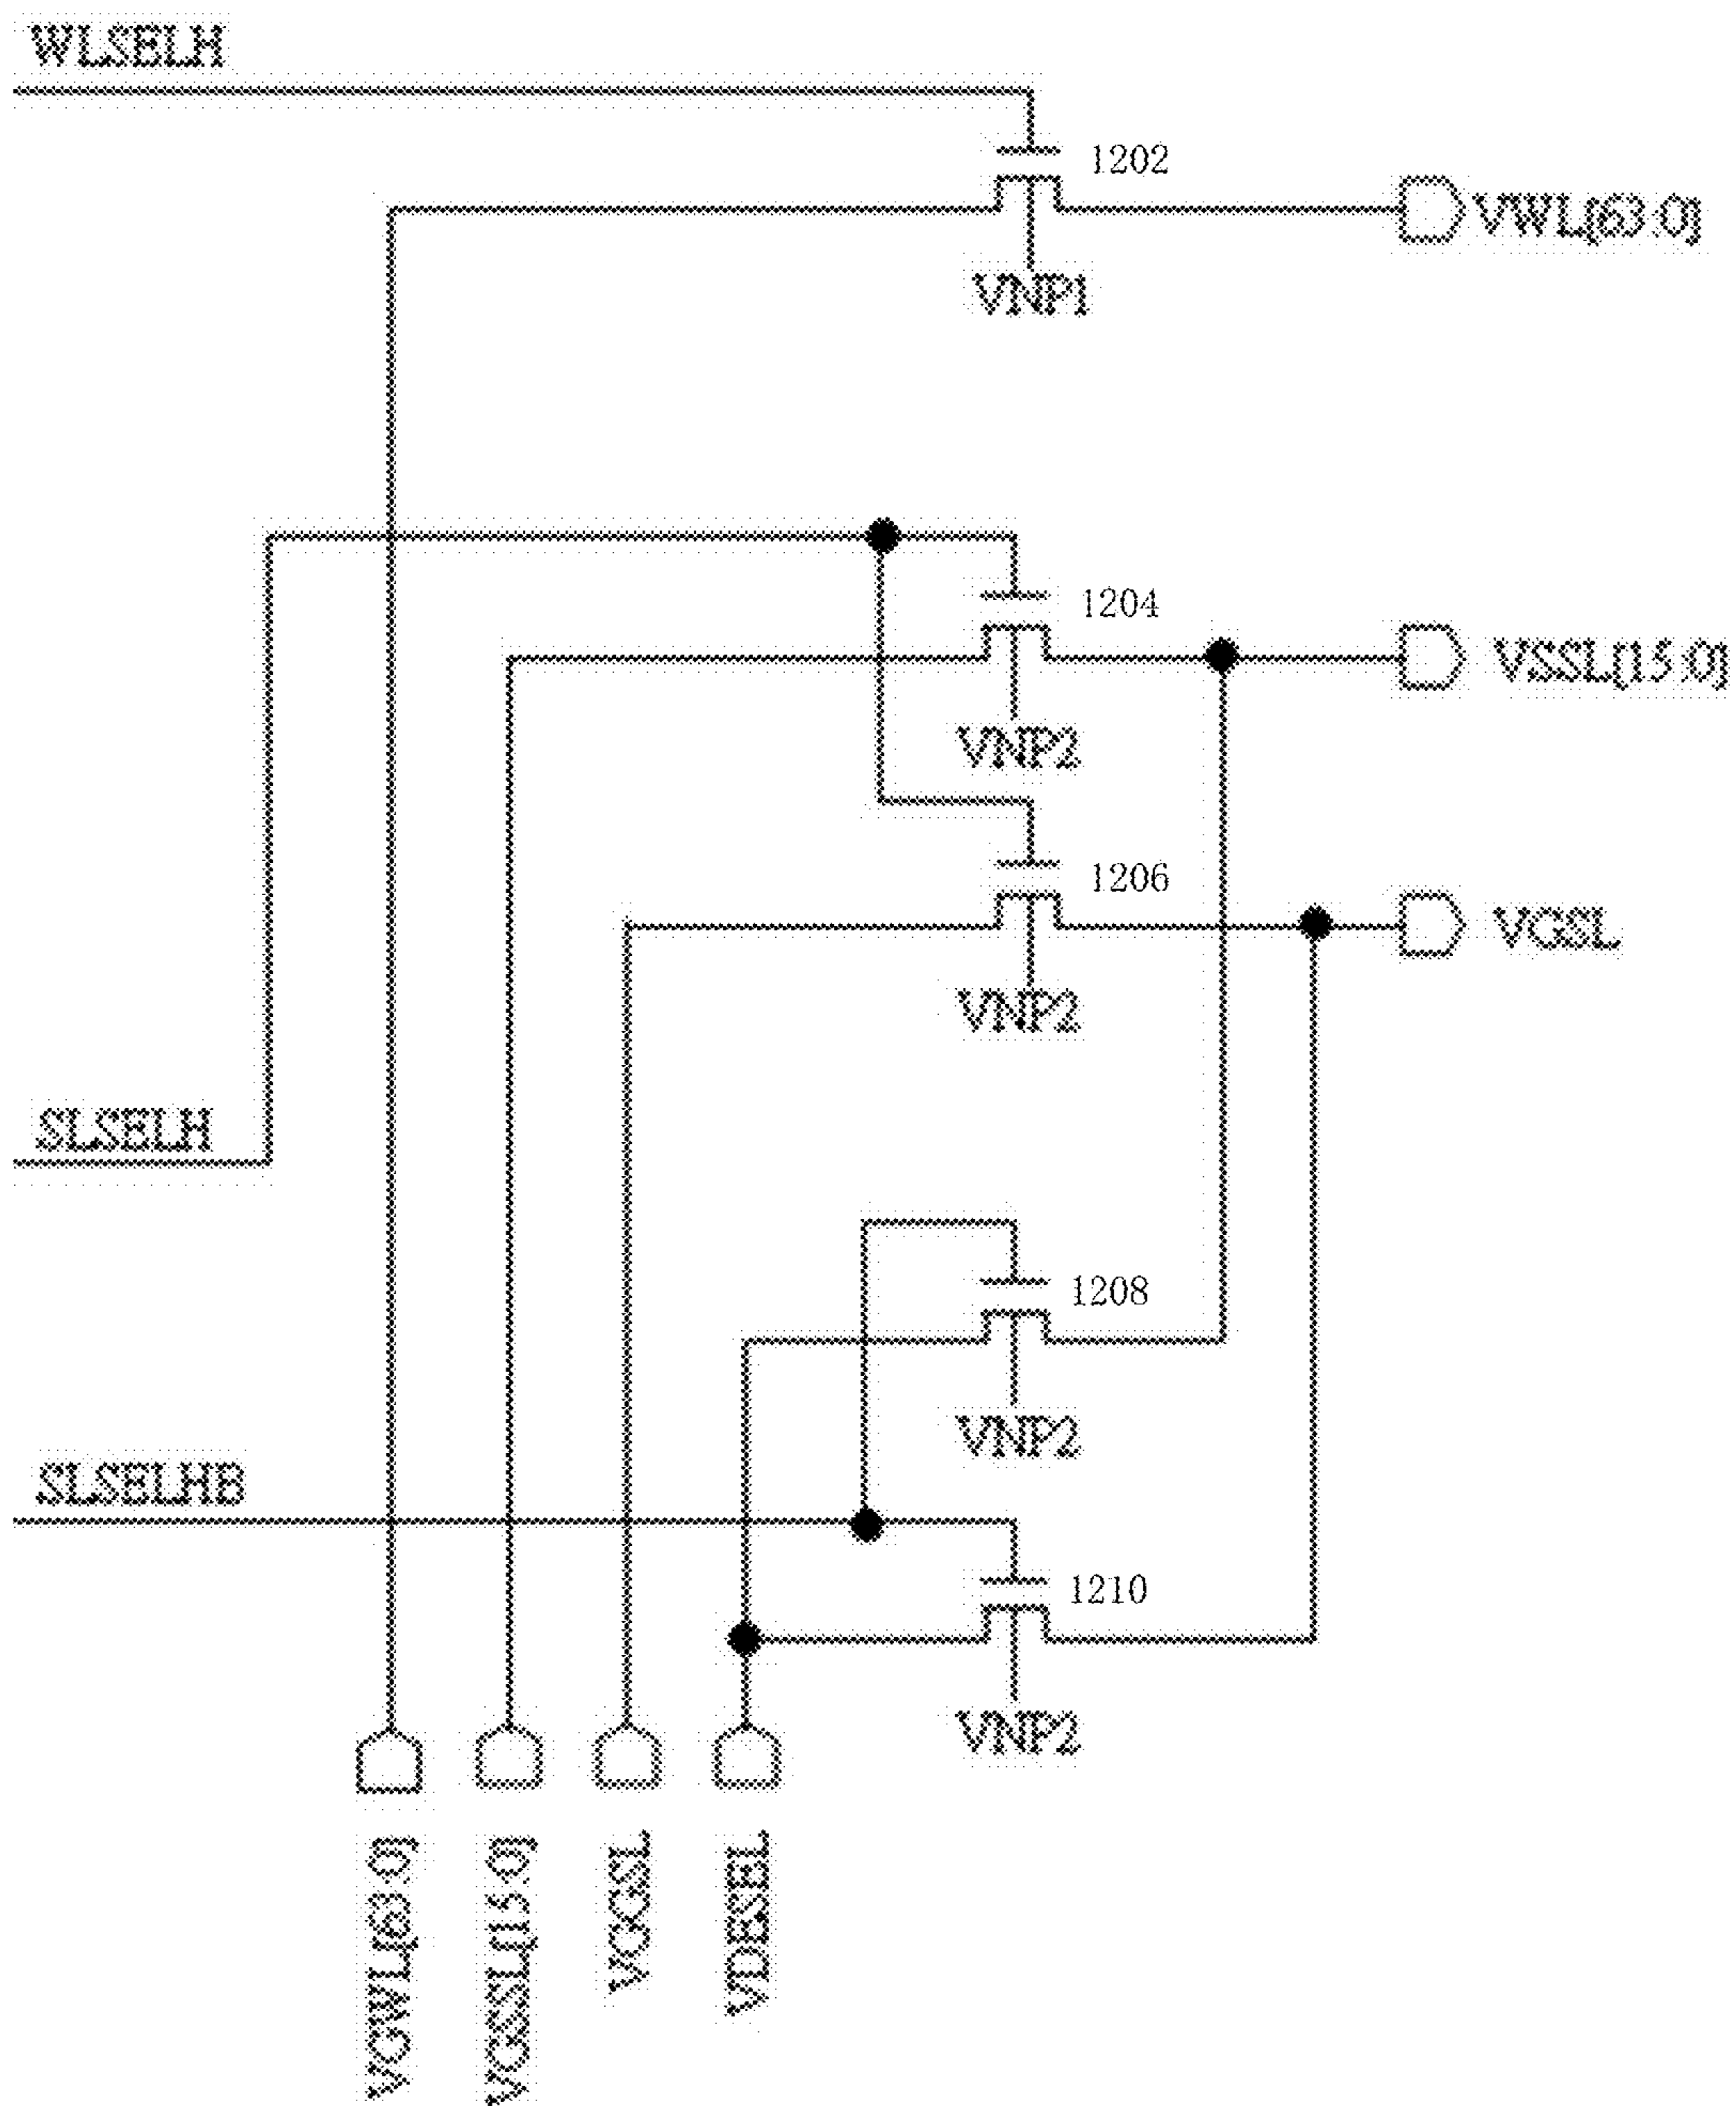 WLSELH
1202
VWL[63:0]
VNP1
1204
VSSL[15:0]
VNP2
1206
VGSL
VNP2
SLSELH
1208
VNP2
SLSELHB
1210
VNP2
VGWL[63:0]
VGSSL[15:0]
VGGSL
VDESEL